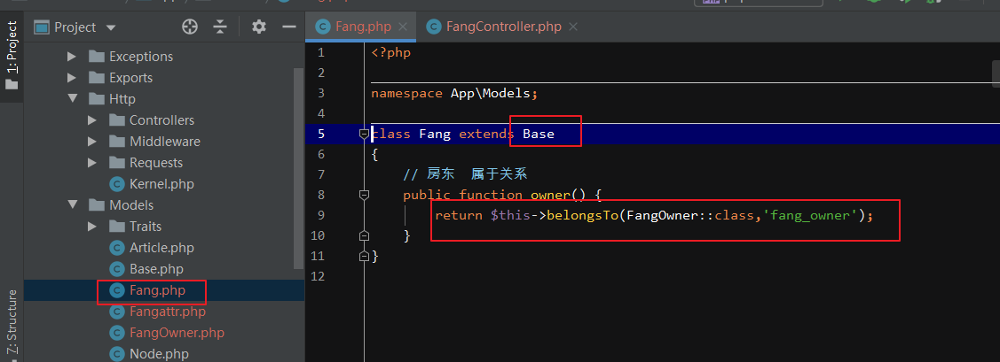 Project
Fang.php
FangController.php
1: Project
Exceptions
Exports
Http
Controllers
Middleware
Requests
Kernel.php
Models
Traits
Article.php
Base.php
Fang.php
Fangattr.php
FangOwner.php
Node.php
7: Structure
1 <?php
2
3 namespace App\Models;
4
5 class Fang extends Base
6 {
7 // 房东 属于关系
8 public function owner() {
9 return $this->belongsTo(FangOwner::class,'fang_owner');
10 }
11 }
12